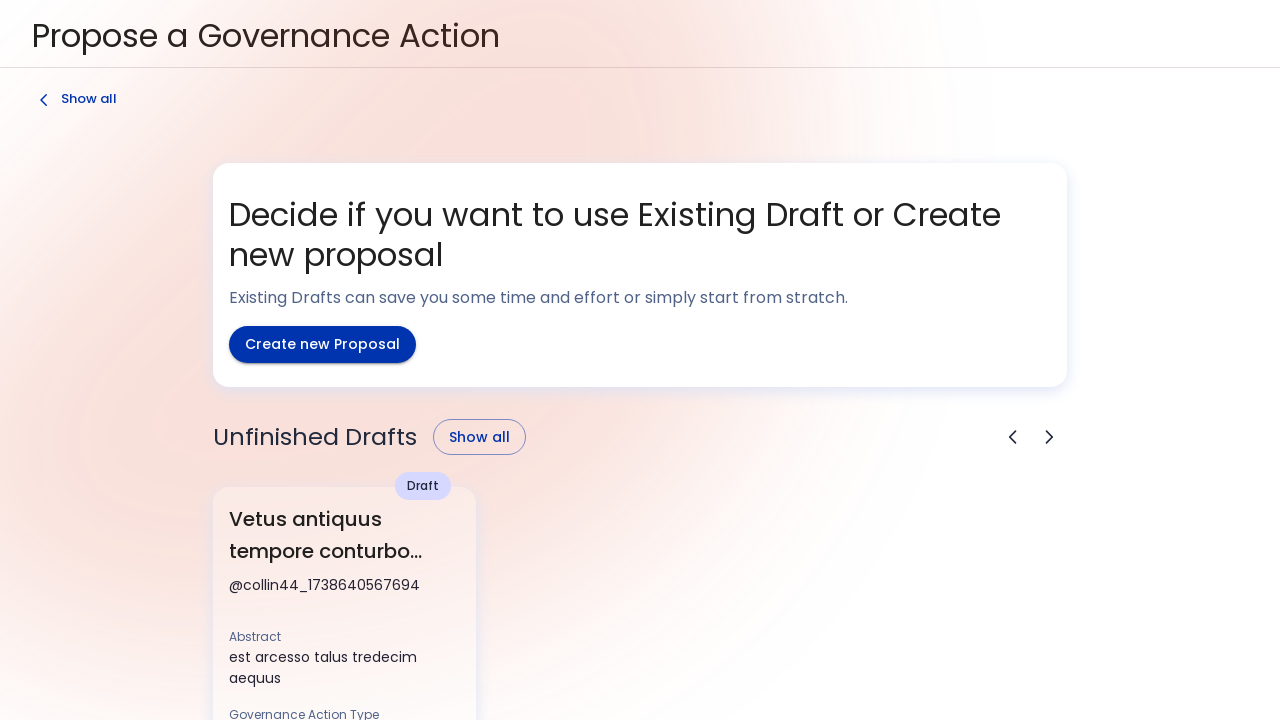 Propose a Governance Action
Show all
Decide if you want to use Existing Draft or Create
new proposal
Existing Drafts can save you some time and effort or simply start from stratch.
Create new Proposal
Unfinished Drafts
Show all
Draft
Vetus antiquus
tempore conturbo...
@collin44_1738640567694
Abstract
est arcesso talus tredecim
aequus
Governance Action Type